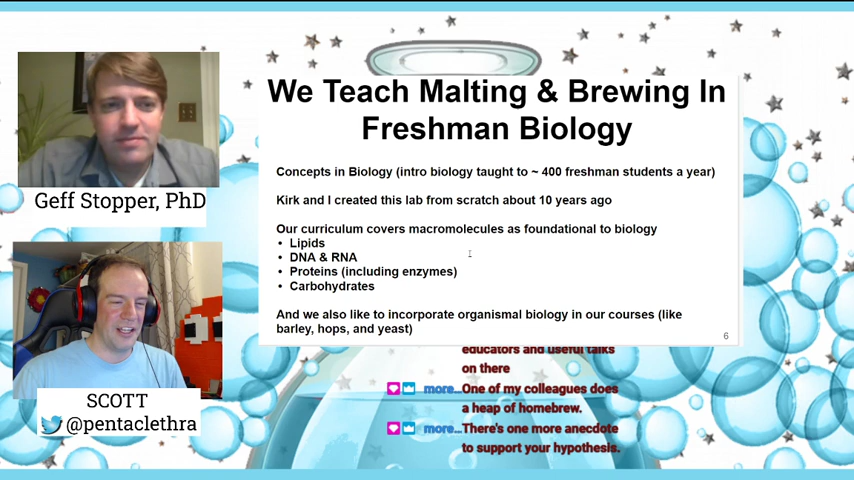 We Teach Malting & Brewing In
Freshman Biology
Concepts in Biology (intro biology taught to ~ 400 freshman students a year)
Kirk and I created this lab from scratch about 10 years ago
Our curriculum covers macromolecules as foundational to biology
• Lipids
• DNA & RNA
• Proteins (including enzymes)
• Carbohydrates
And we also like to incorporate organismal biology in our courses (like
barley, hops, and yeast)
6
Geff Stopper, PhD
SCOTT
@pentaclethra
educators and useful talks
on there
more...One of my colleagues does
a heap of homebrew.
more...There's one more anecdote
to support your hypothesis.